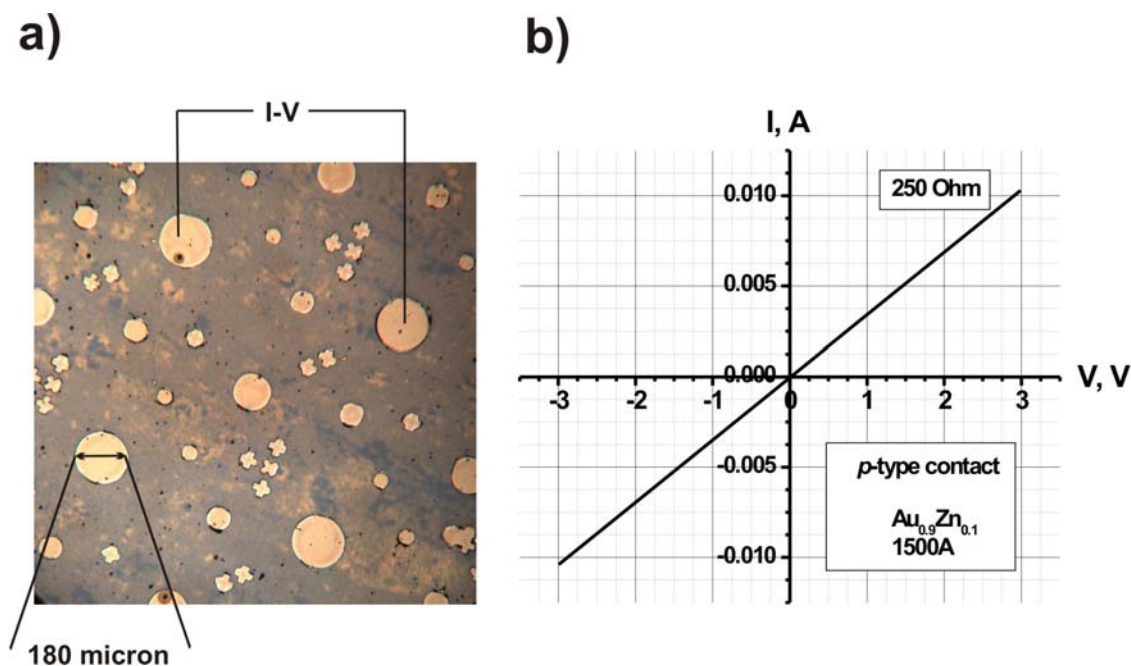 a)
I-V
180 micron
b)
I, A
0.010
0.005
0.000
-0.005
-0.010
-3
-2
-1
0
1
2
3
V, V
250 Ohm
p-type contact
Au0.9Zn0.1
1500A